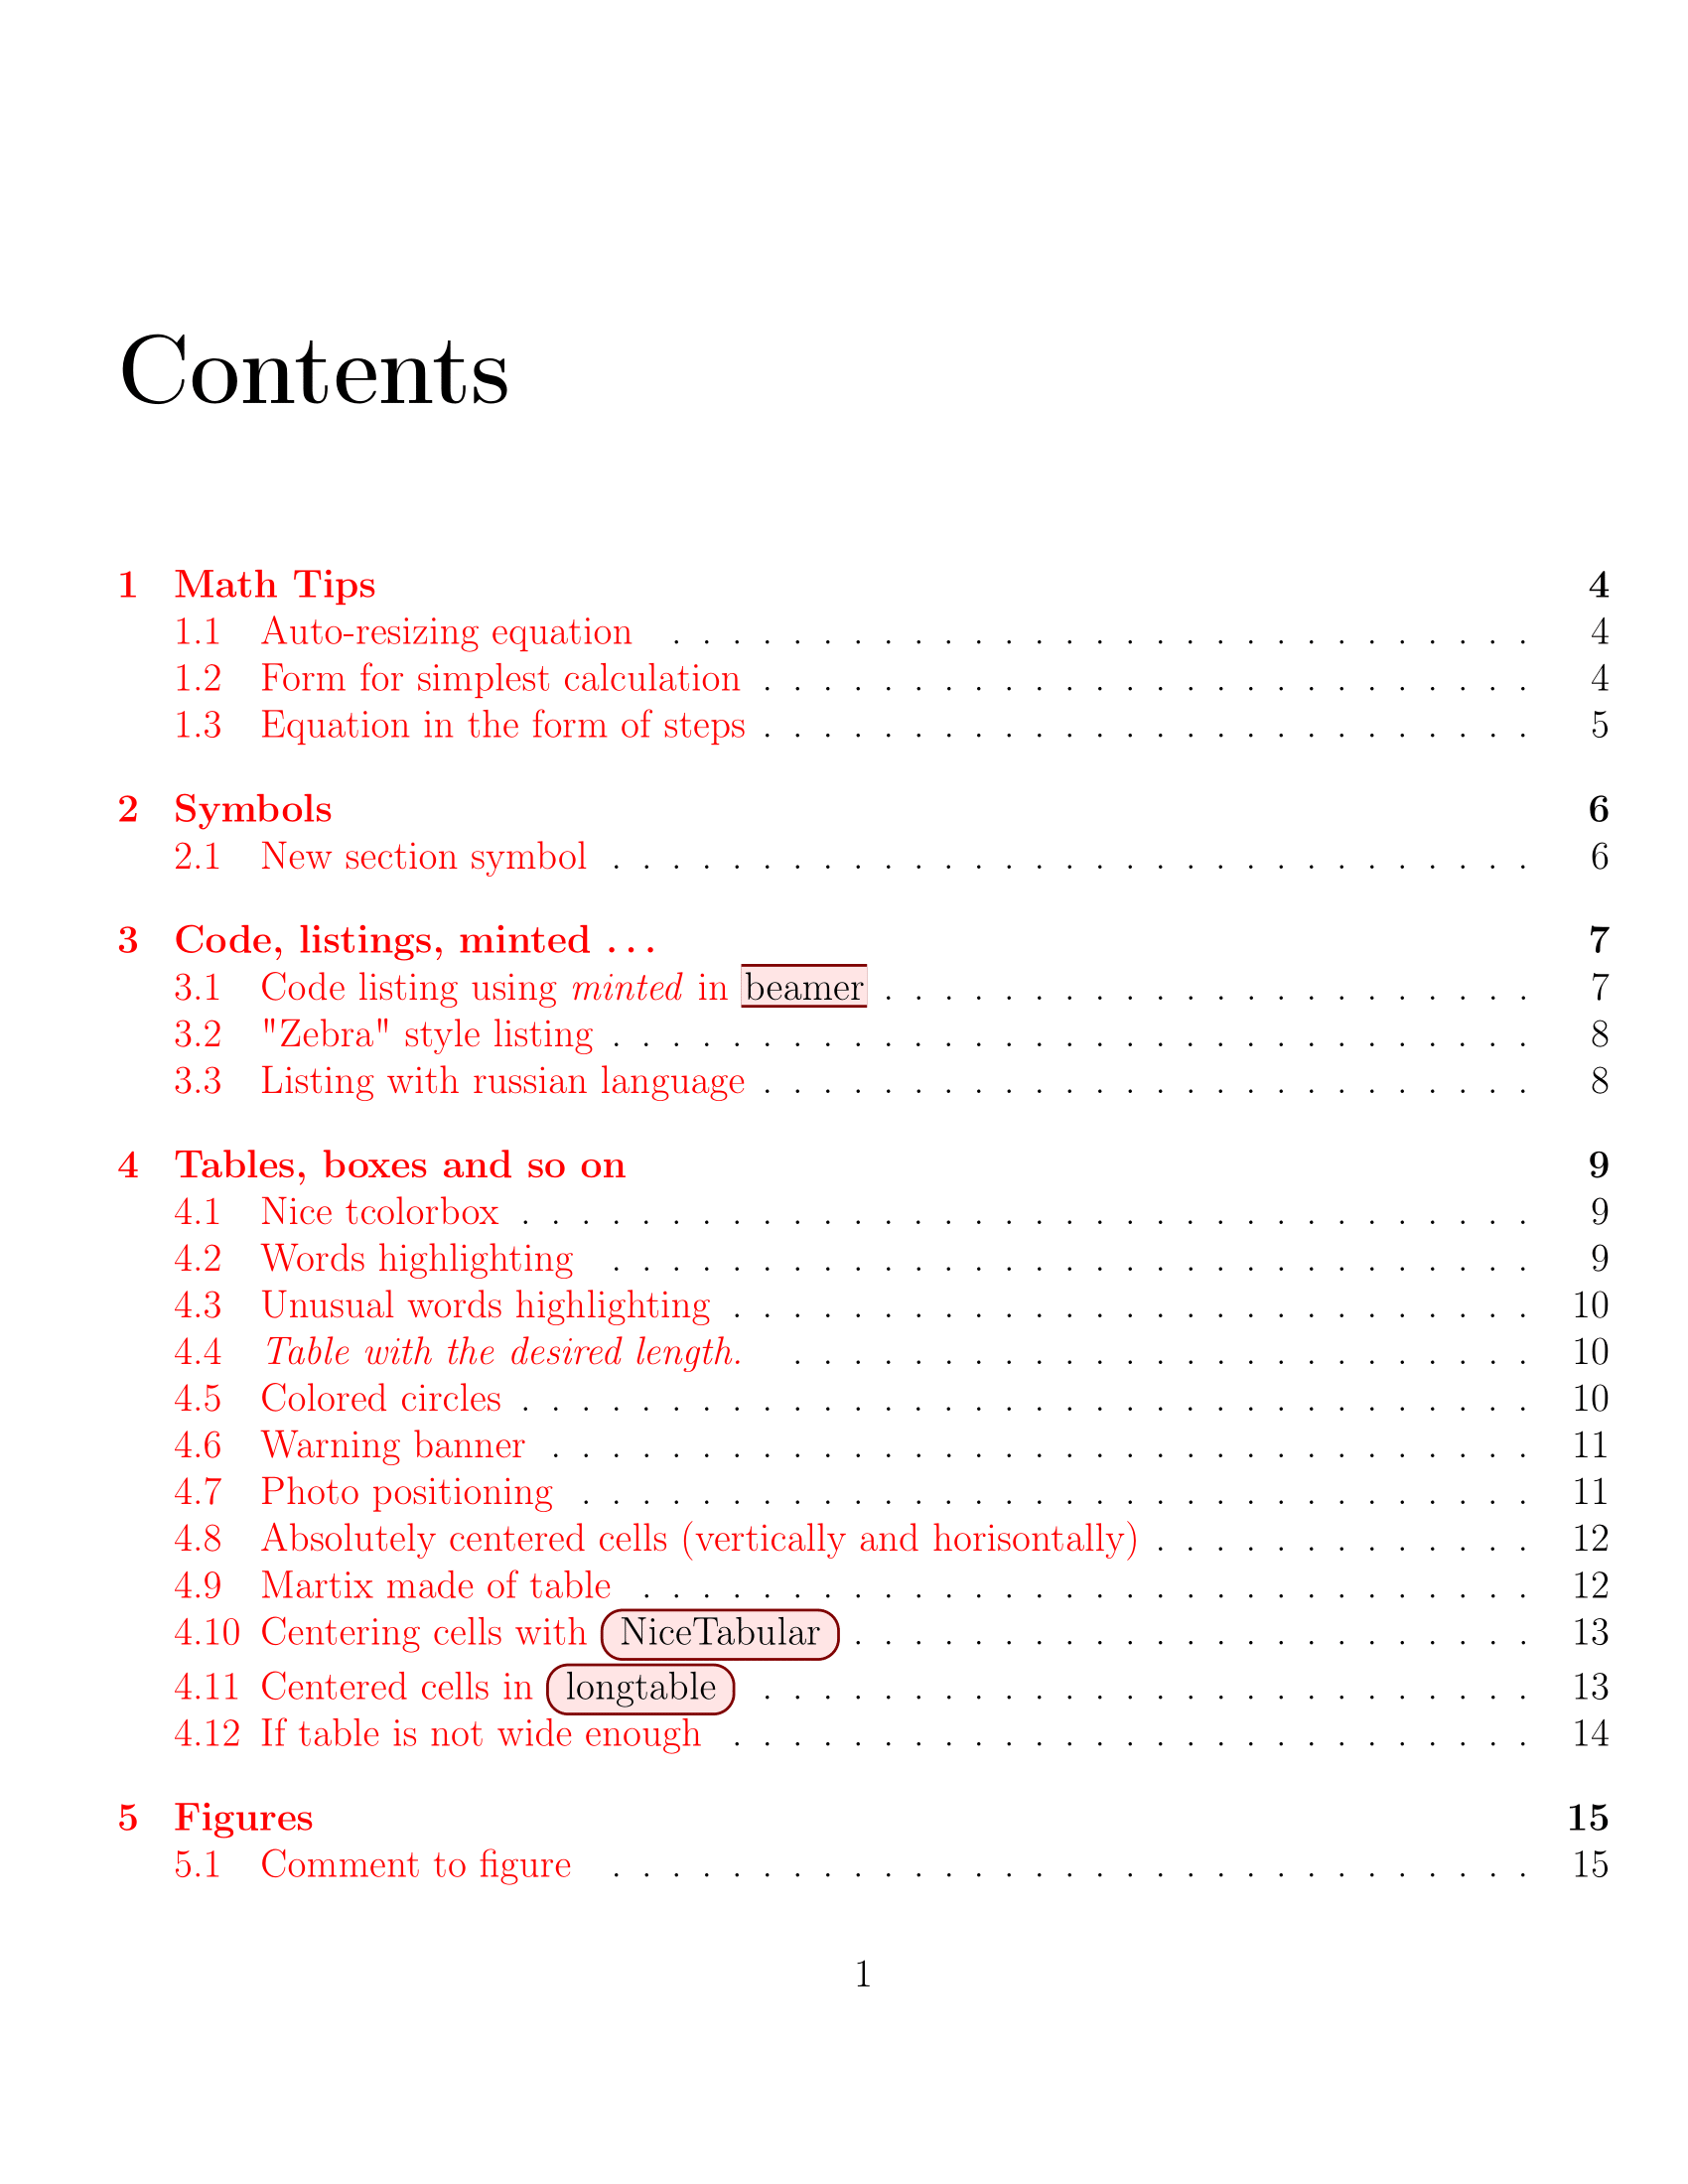 Contents
1 Math Tips 4
1.1 Auto-resizing equation . . . . . . . . . . . . . . . . . . . . . . . . . . . . . 4
1.2 Form for simplest calculation . . . . . . . . . . . . . . . . . . . . . . . . . . 4
1.3 Equation in the form of steps . . . . . . . . . . . . . . . . . . . . . . . . . . 5
2 Symbols 6
2.1 New section symbol . . . . . . . . . . . . . . . . . . . . . . . . . . . . . . . 6
3 Code, listings, minted ... 7
3.1 Code listing using minted in beamer . . . . . . . . . . . . . . . . . . . . . . 7
3.2 "Zebra" style listing . . . . . . . . . . . . . . . . . . . . . . . . . . . . . . . 8
3.3 Listing with russian language . . . . . . . . . . . . . . . . . . . . . . . . . . 8
4 Tables, boxes and so on 9
4.1 Nice tcolorbox . . . . . . . . . . . . . . . . . . . . . . . . . . . . . . . . . . 9
4.2 Words highlighting . . . . . . . . . . . . . . . . . . . . . . . . . . . . . . . 9
4.3 Unusual words highlighting . . . . . . . . . . . . . . . . . . . . . . . . . . . 10
4.4 Table with the desired length. . . . . . . . . . . . . . . . . . . . . . . . . . 10
4.5 Colored circles . . . . . . . . . . . . . . . . . . . . . . . . . . . . . . . . . . 10
4.6 Warning banner . . . . . . . . . . . . . . . . . . . . . . . . . . . . . . . . . 11
4.7 Photo positioning . . . . . . . . . . . . . . . . . . . . . . . . . . . . . . . . 11
4.8 Absolutely centered cells (vertically and horisontally) . . . . . . . . . . . . . 12
4.9 Martix made of table . . . . . . . . . . . . . . . . . . . . . . . . . . . . . . 12
4.10 Centering cells with NiceTabular . . . . . . . . . . . . . . . . . . . . . . . 13
4.11 Centered cells in longtable . . . . . . . . . . . . . . . . . . . . . . . . . . 13
4.12 If table is not wide enough . . . . . . . . . . . . . . . . . . . . . . . . . . . 14
5 Figures 15
5.1 Comment to figure . . . . . . . . . . . . . . . . . . . . . . . . . . . . . . . 15
1